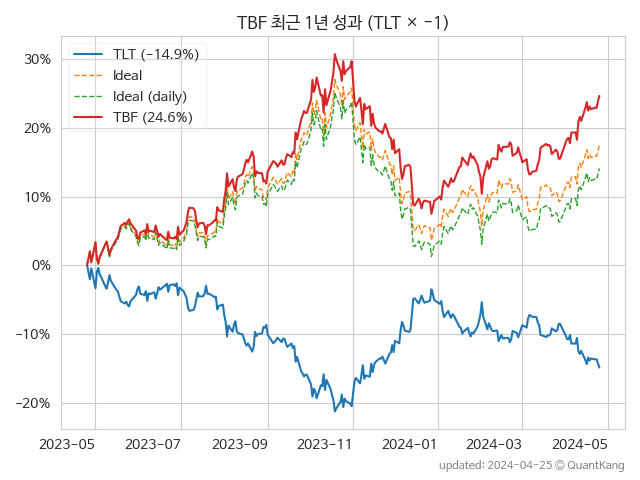 TBF 최근 1년 성과 (TLT × −1)
TLT (−14.9%)
Ideal
Ideal (daily)
TBF (24.6%)
30%
20%
10%
0%
−10%
−20%
2023-05
2023-07
2023-09
2023-11
2024-01
2024-03
2024-05
updated: 2024-04-25 © QuantKang